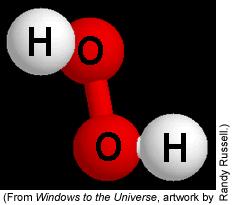 H O
O H
(From Windows to the Universe, artwork by
Randy Russell.)